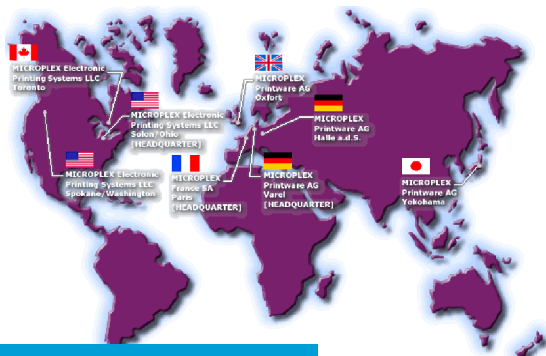 MICROPLEX Electronic
Printing Systems LLC
Toronto
MICROPLEX Electronic
Printing Systems LLC
Solon/Ohio
[HEADQUARTER]
MICROPLEX Electronic
Printing Systems LLC
Spokane/Washington
MICROPLEX
Printware AG
Oxfort
MICROPLEX
Printware AG
Halle a.d.S.
MICROPLEX
France SA
Paris
[HEADQUARTER]
MICROPLEX
Printware AG
Varel
[HEADQUARTER]
MICROPLEX
Printware AG
Yokohama